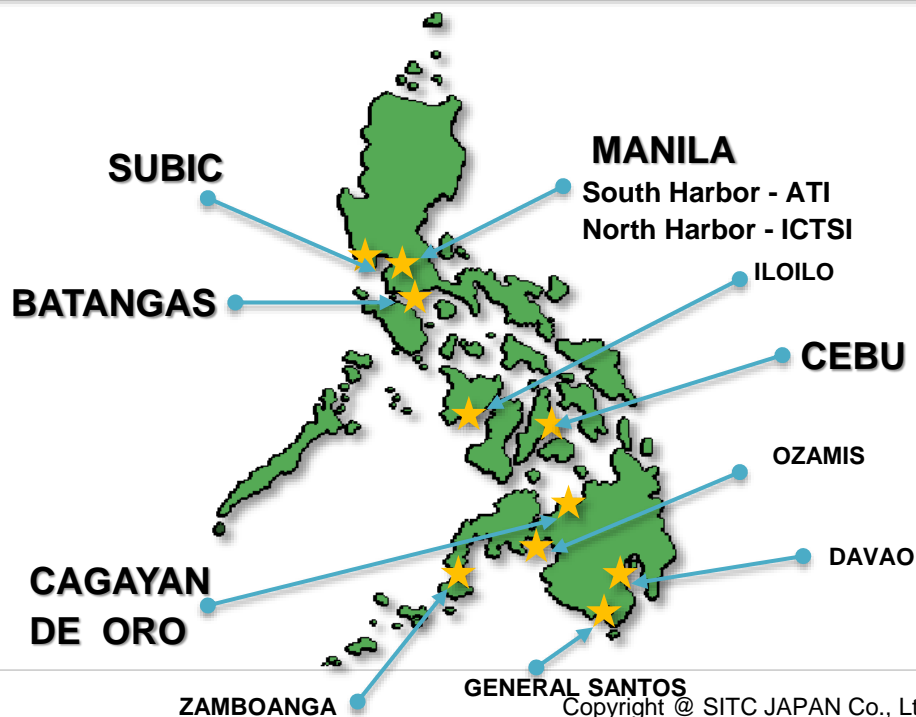 SUBIC
MANILA
South Harbor - ATI
North Harbor - ICTSI
ILOILO
BATANGAS
CEBU
OZAMIS
DAVAO
CAGAYAN
DE ORO
GENERAL SANTOS
ZAMBOANGA
Copyright @ SITC JAPAN Co., Lt